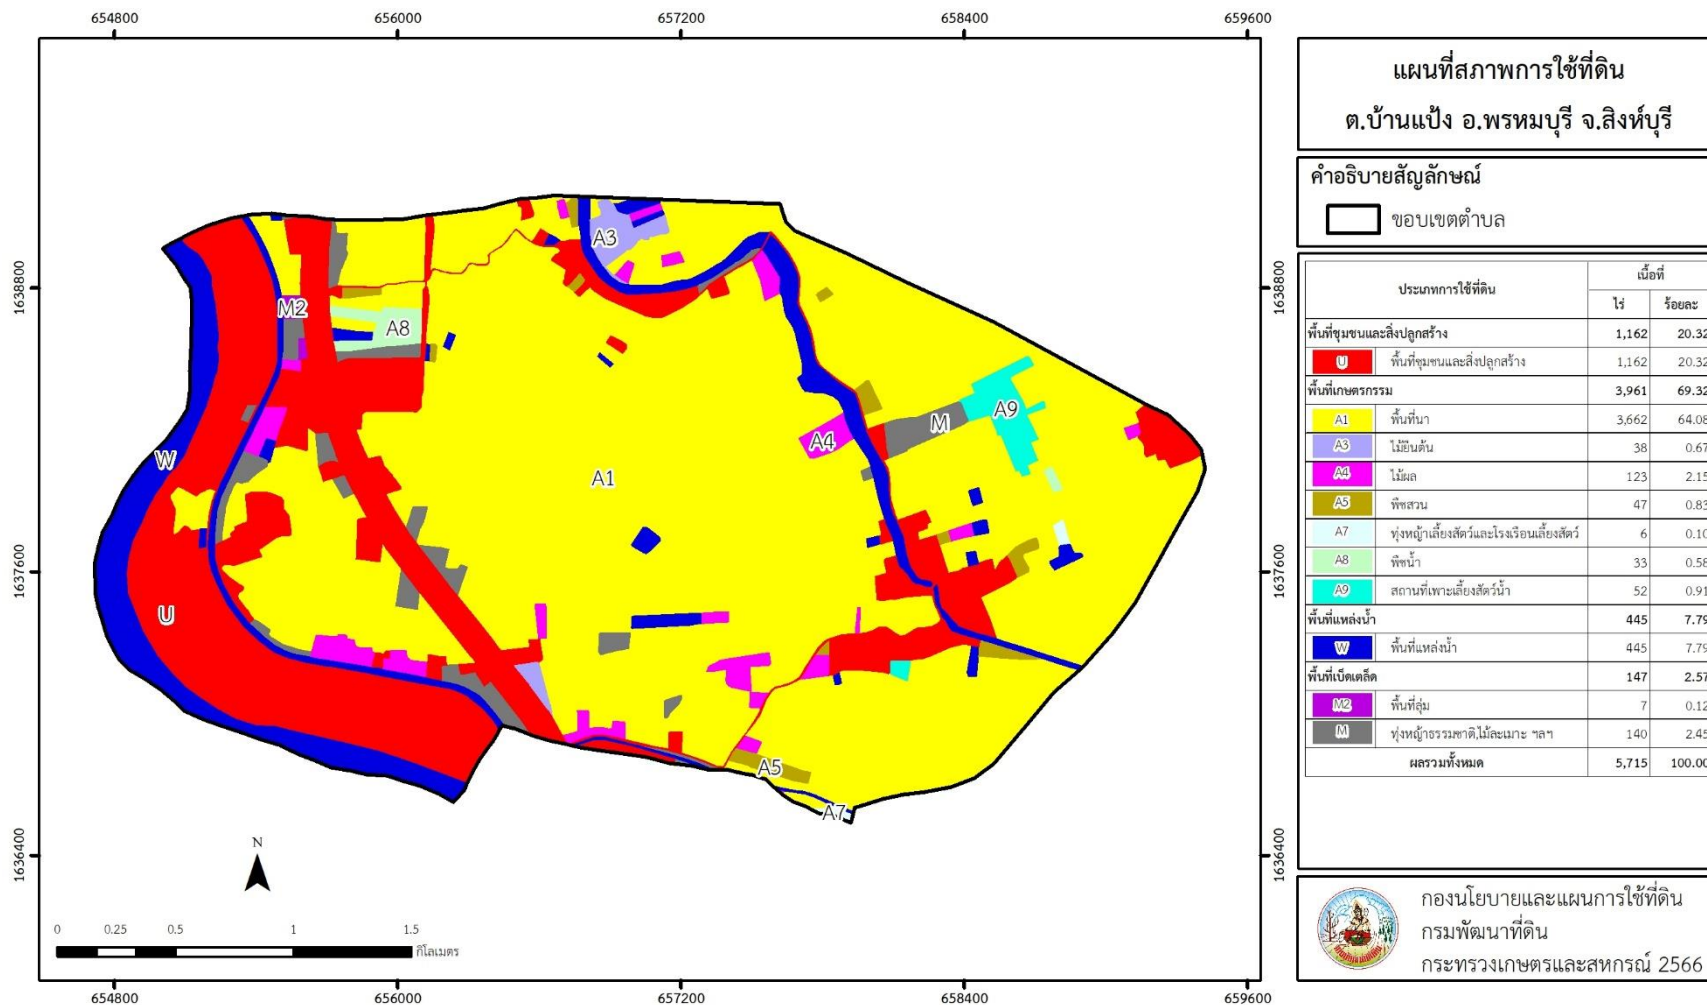 654800 656000 657200 658400 659600
แผนที่สภาพการใช้ที่ดิน
ต.บ้านแป้ง อ.พรหมบุรี จ.สิงห์บุรี
คำอธิบายสัญลักษณ์
ขอบเขตตำบล
ประเภทการใช้ที่ดิน เนื้อที่
ไร่ ร้อยละ
พื้นที่ชุมชนและสิ่งปลูกสร้าง 1,162 20.32
U พื้นที่ชุมชนและสิ่งปลูกสร้าง 1,162 20.32
พื้นที่เกษตรกรรม 3,961 69.32
A1 พื้นที่นา 3,662 64.08
A3 ไม้ยืนต้น 38 0.67
A4 ไม้ผล 123 2.15
A5 พืชสวน 47 0.83
A7 ทุ่งหญ้าเลี้ยงสัตว์และโรงเรือนเลี้ยงสัตว์ 6 0.10
A8 พืชน้ำ 33 0.58
A9 สถานที่เพาะเลี้ยงสัตว์น้ำ 52 0.91
พื้นที่แหล่งน้ำ 445 7.79
W พื้นที่แหล่งน้ำ 445 7.79
พื้นที่เบ็ดเตล็ด 147 2.57
M2 พื้นที่ลุ่ม 7 0.12
M ทุ่งหญ้าธรรมชาติ,ไม้ละเมาะ ฯลฯ 140 2.45
ผลรวมทั้งหมด 5,715 100.00
กองนโยบายและแผนการใช้ที่ดิน
กรมพัฒนาที่ดิน
กระทรวงเกษตรและสหกรณ์ 2566
1638800 1638800
1637600 1637600
1636400 1636400
A3
M2
A8
A9
M
A4
W
A1
U
A5
A7
N
0 0.25 0.5 1 1.5
กิโลเมตร
654800 656000 657200 658400 659600